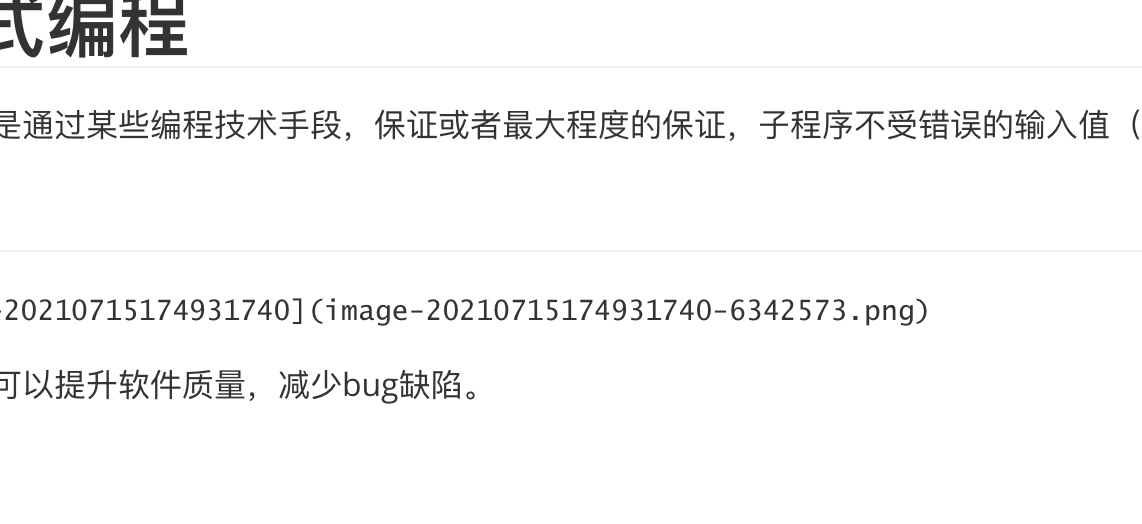 式编程
是通过某些编程技术手段，保证或者最大程度的保证，子程序不受错误的输入值（
-20210715174931740](image-20210715174931740-6342573.png)
可以提升软件质量，减少bug缺陷。